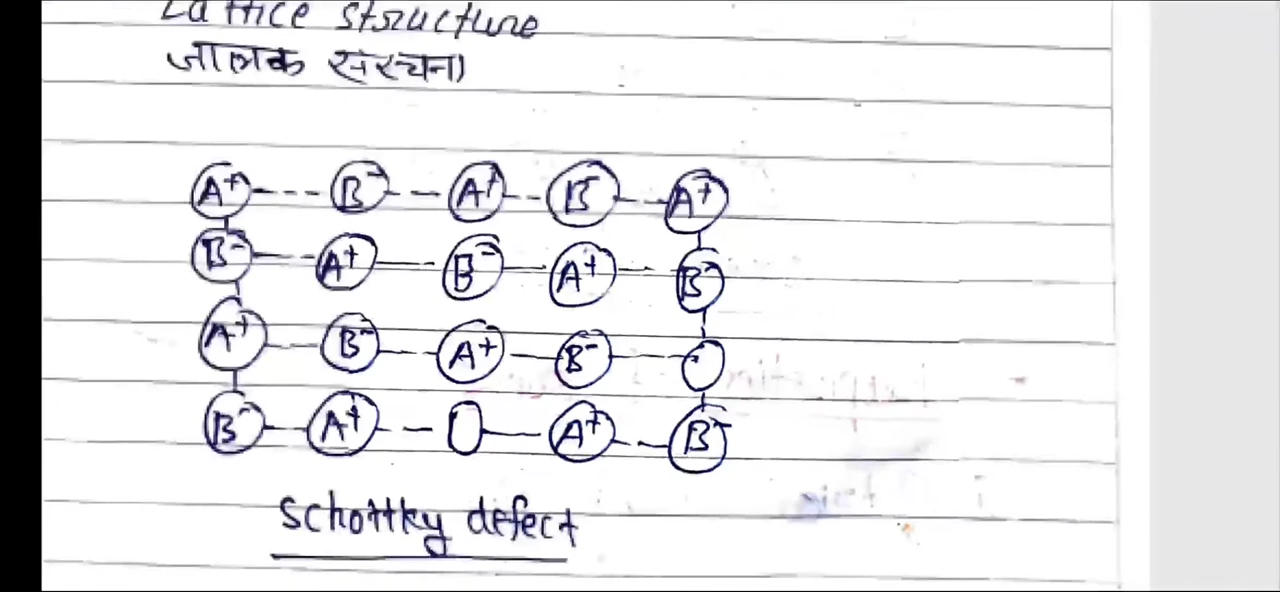 Lattice structure
जालक संरचना
A+ B- A+ B- A+
B- A+ B- A+ B-
A+ B- A+ B-
B- A+ A+ B-
Schottky defect